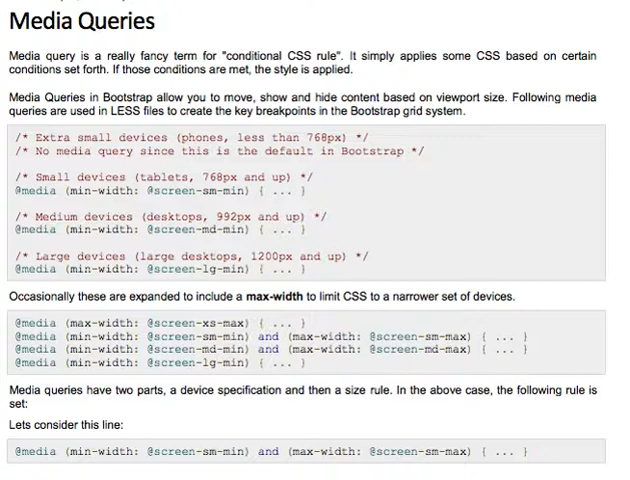 Media Queries
Media query is a really fancy term for "conditional CSS rule". It simply applies some CSS based on certain
conditions set forth. If those conditions are met, the style is applied.
Media Queries in Bootstrap allow you to move, show and hide content based on viewport size. Following media
queries are used in LESS files to create the key breakpoints in the Bootstrap grid system.
/* Extra small devices (phones, less than 768px) */
/* No media query since this is the default in Bootstrap */
/* Small devices (tablets, 768px and up) */
@media (min-width: @screen-sm-min) { ... }
/* Medium devices (desktops, 992px and up) */
@media (min-width: @screen-md-min) { ... }
/* Large devices (large desktops, 1200px and up) */
@media (min-width: @screen-lg-min) { ... }
Occasionally these are expanded to include a max-width to limit CSS to a narrower set of devices.
@media (max-width: @screen-xs-max) { ... }
@media (min-width: @screen-sm-min) and (max-width: @screen-sm-max) { ... }
@media (min-width: @screen-md-min) and (max-width: @screen-md-max) { ... }
@media (min-width: @screen-lg-min) { ... }
Media queries have two parts, a device specification and then a size rule. In the above case, the following rule is
set:
Lets consider this line:
@media (min-width: @screen-sm-min) and (max-width: @screen-sm-max) { ... }